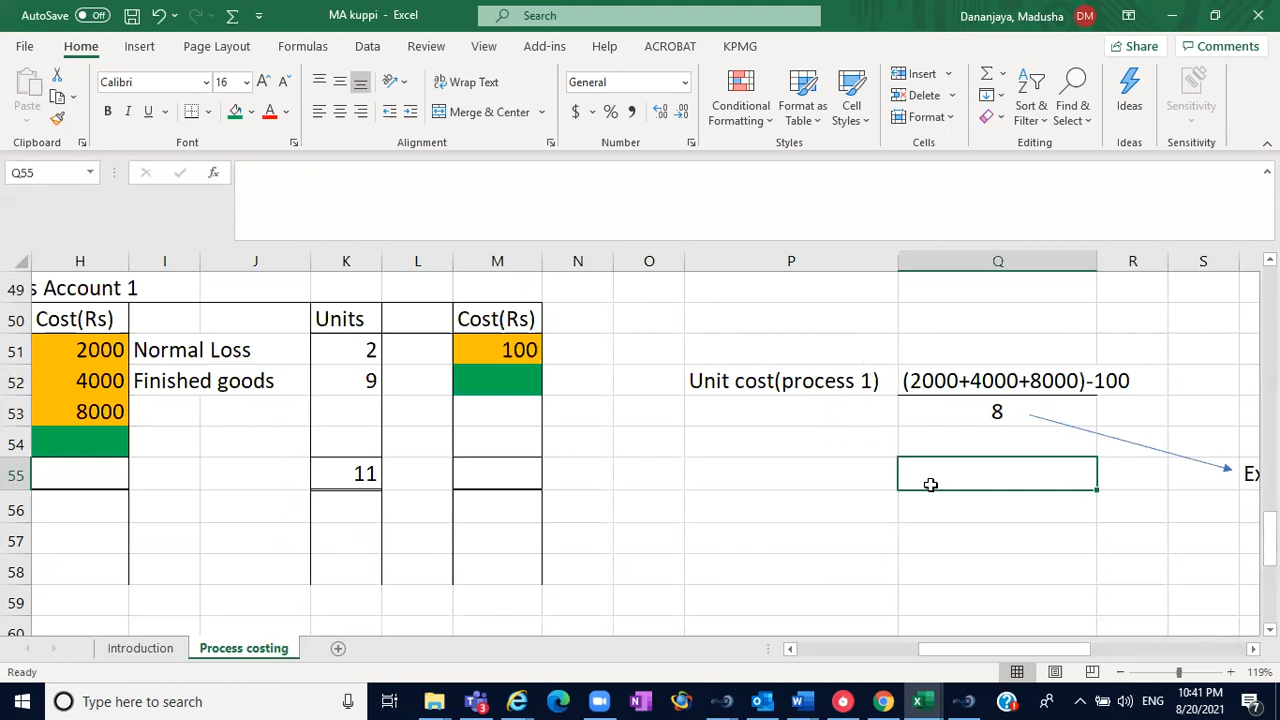 AutoSave Off MA kuppi - Excel Search Dananjaya, Madusha DM
File Home Insert Page Layout Formulas Data Review View Add-ins Help ACROBAT KPMG Share Comments
Calibri 16 A A Wrap Text General Insert Σ
Paste B I U A Merge & Center $ % Conditional Formatting Format as Table Cell Styles Delete Format Sort & Filter Find & Select Ideas Sensitivity
Clipboard Font Alignment Number Styles Cells Editing Ideas Sensitivity
Q55 fx
H I J K L M N O P Q R S
49 s Account 1
50 Cost(Rs) Units Cost(Rs)
51 2000 Normal Loss 2 100
52 4000 Finished goods 9 Unit cost(process 1) (2000+4000+8000)-100
53 8000 8
54
55 11 Ex
56
57
58
59
60
Introduction Process costing
Ready 119%
Type here to search 3 ENG 10:41 PM
8/20/2021 7